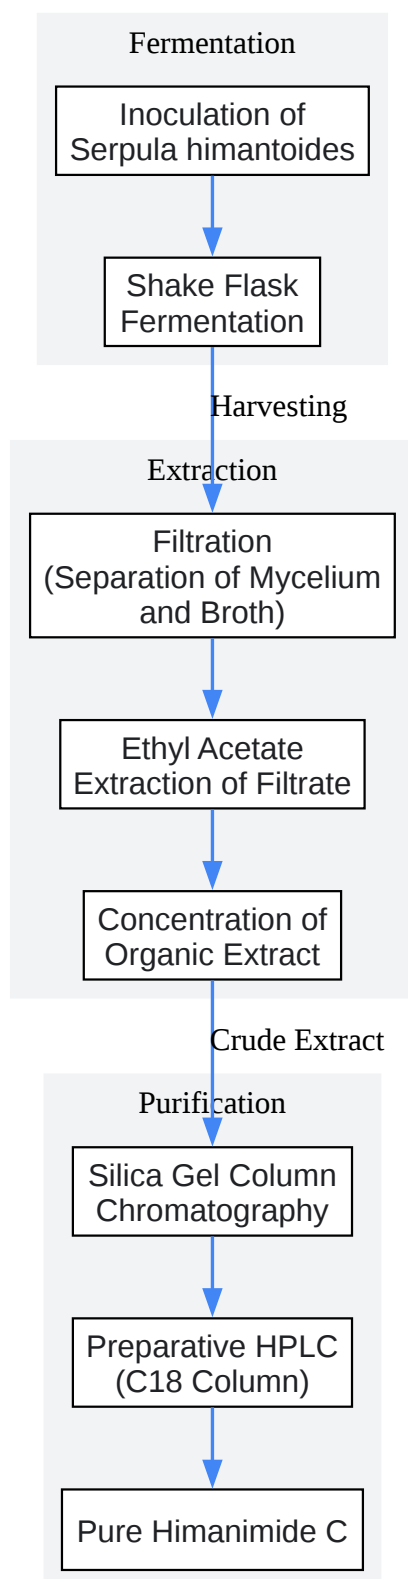 Fermentation
Inoculation of
Serpula himantoides
Shake Flask
Fermentation
Harvesting
Extraction
Filtration
(Separation of Mycelium
and Broth)
Ethyl Acetate
Extraction of Filtrate
Concentration of
Organic Extract
Crude Extract
Purification
Silica Gel Column
Chromatography
Preparative HPLC
(C18 Column)
Pure Himanimide C